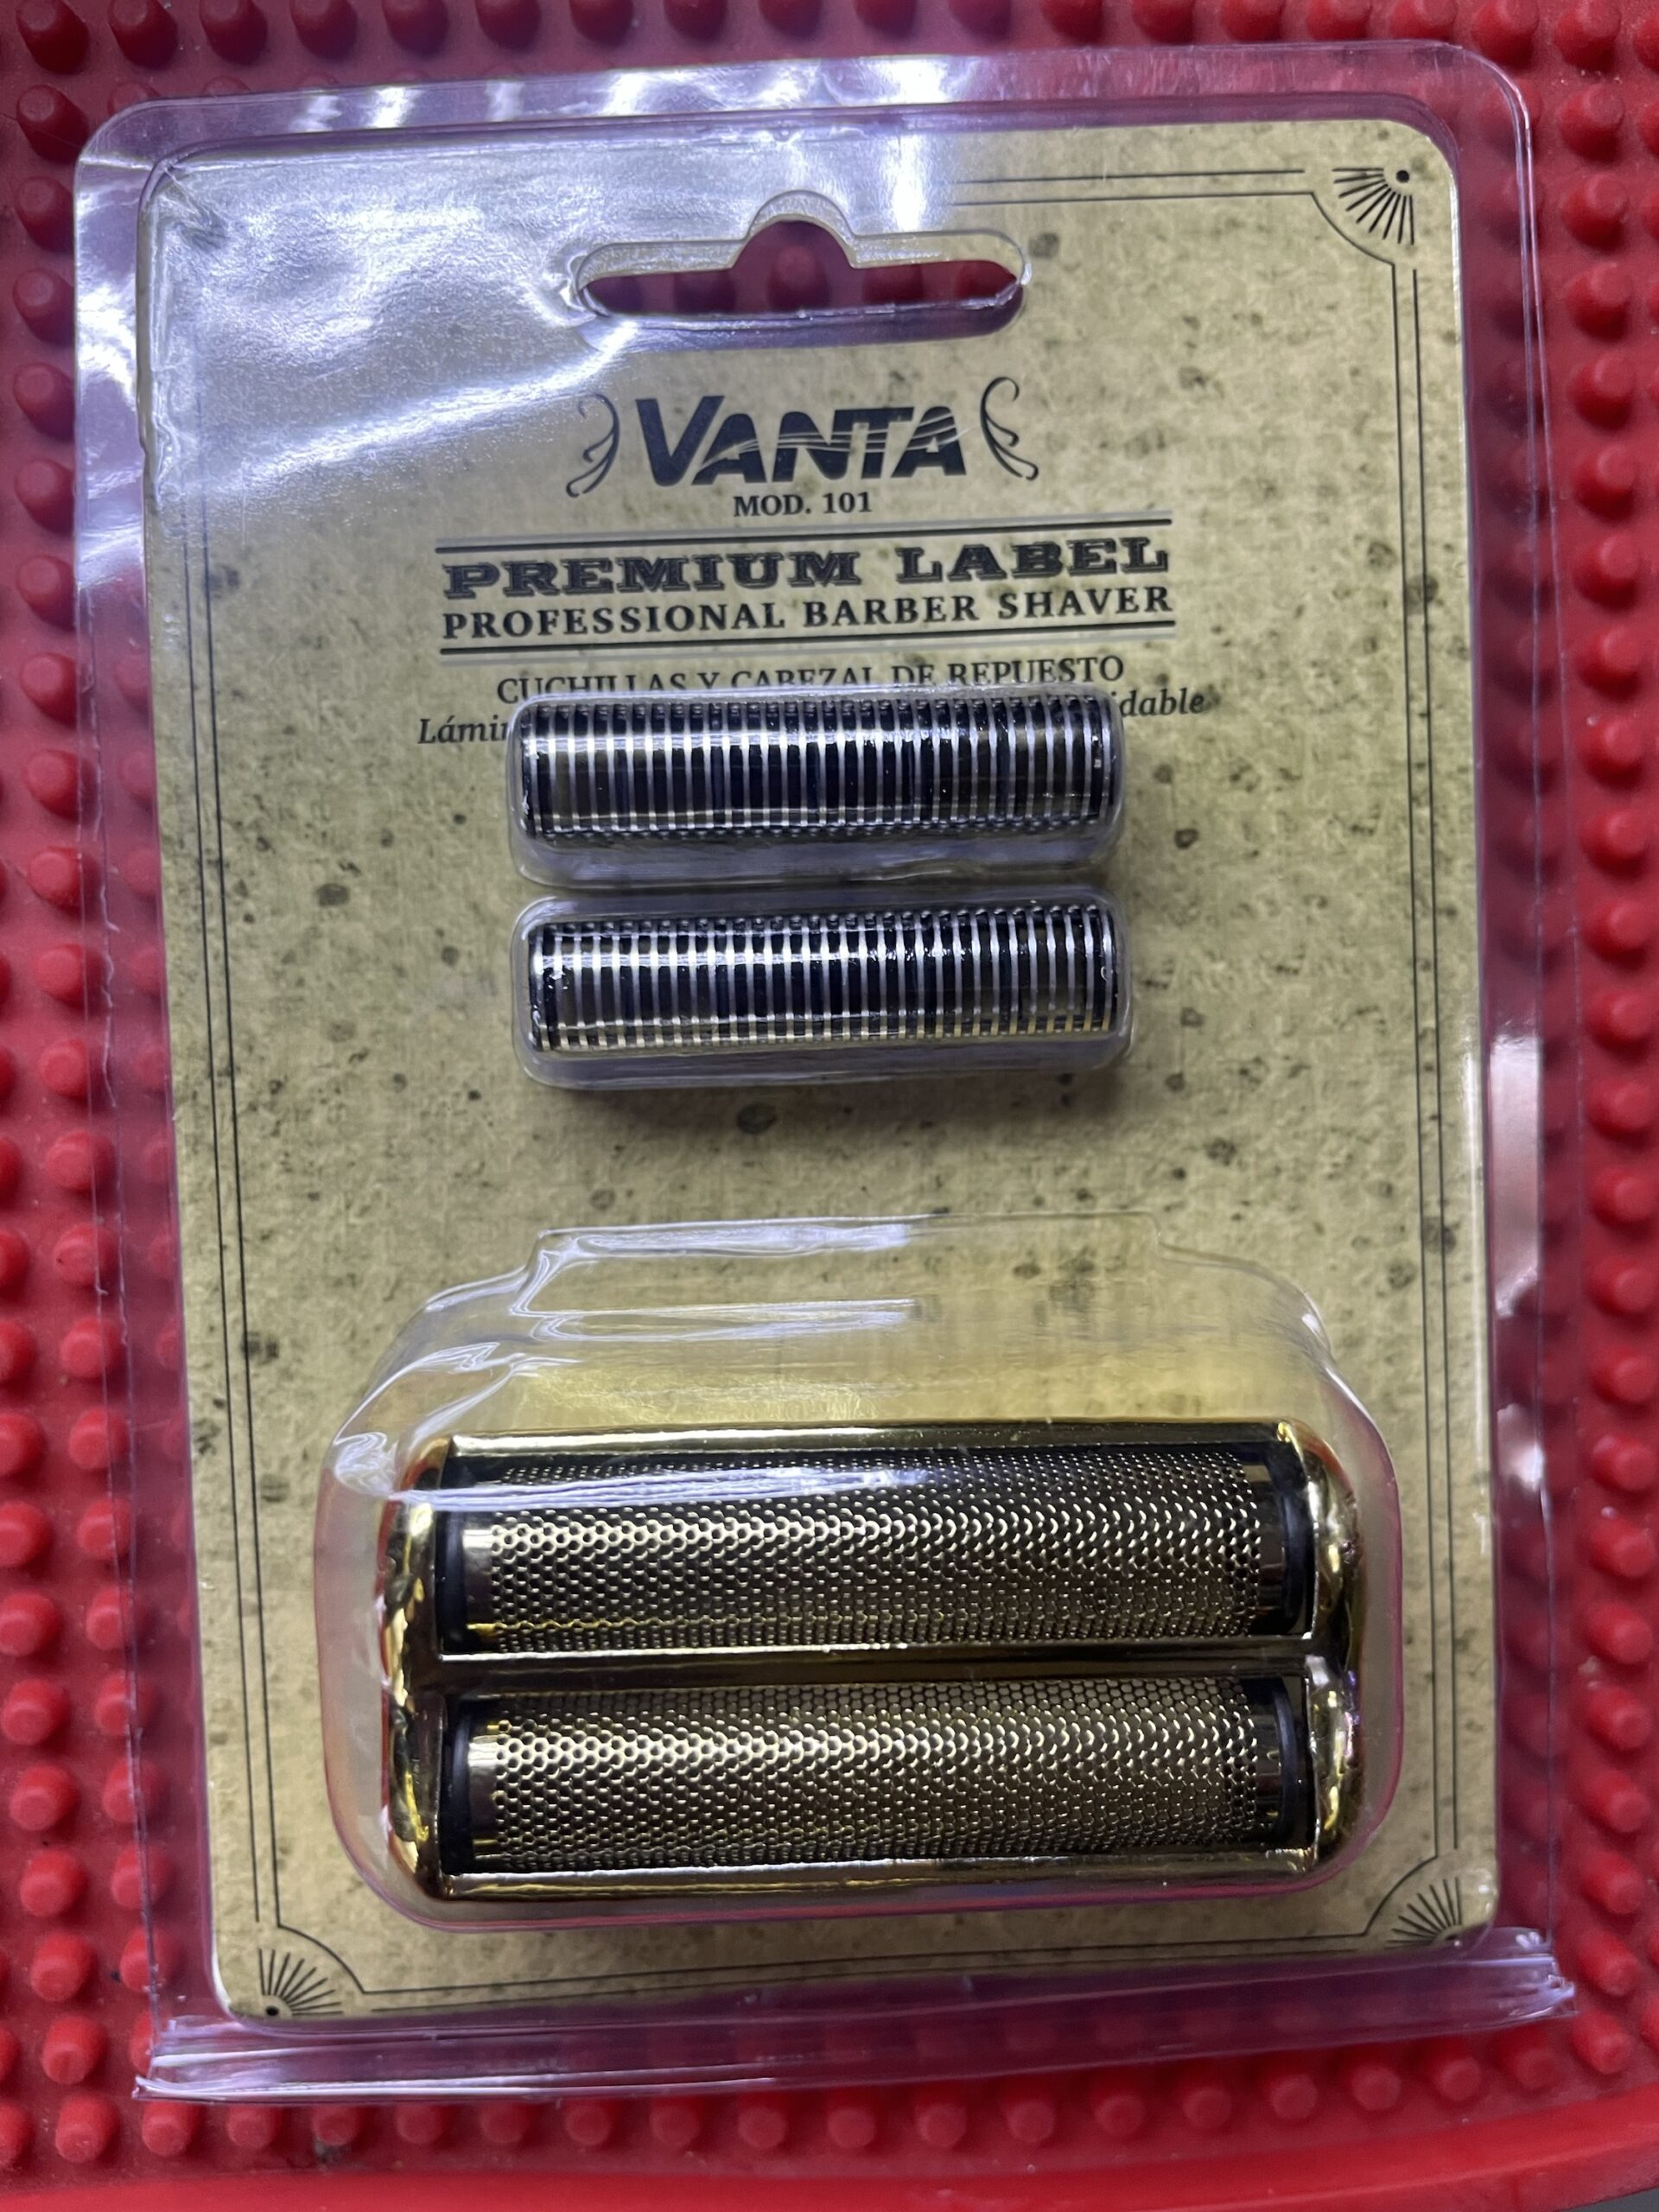 VANTA
MOD. 101
PREMIUM LABEL
PROFESSIONAL BARBER SHAVER
CUCHILLAS Y CABEZAL DE REPUESTO